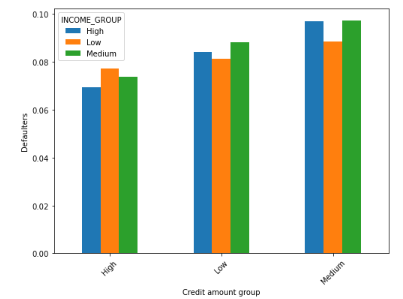 INCOME_GROUP
High
Low
Medium
0.10
0.08
0.06
0.04
0.02
0.00
Defaulters
High
Low
Medium
Credit amount group